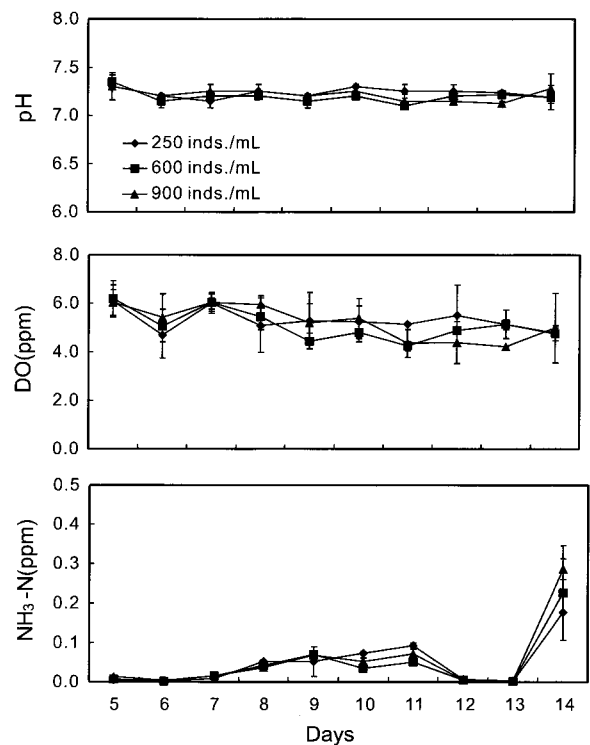 8.0
7.5
7.0
6.5
6.0
pH
250 inds./mL
600 inds./mL
900 inds./mL
8.0
6.0
4.0
2.0
0.0
DO(ppm)
0.5
0.4
0.3
0.2
0.1
0.0
NH3-N(ppm)
5 6 7 8 9 10 11 12 13 14
Days